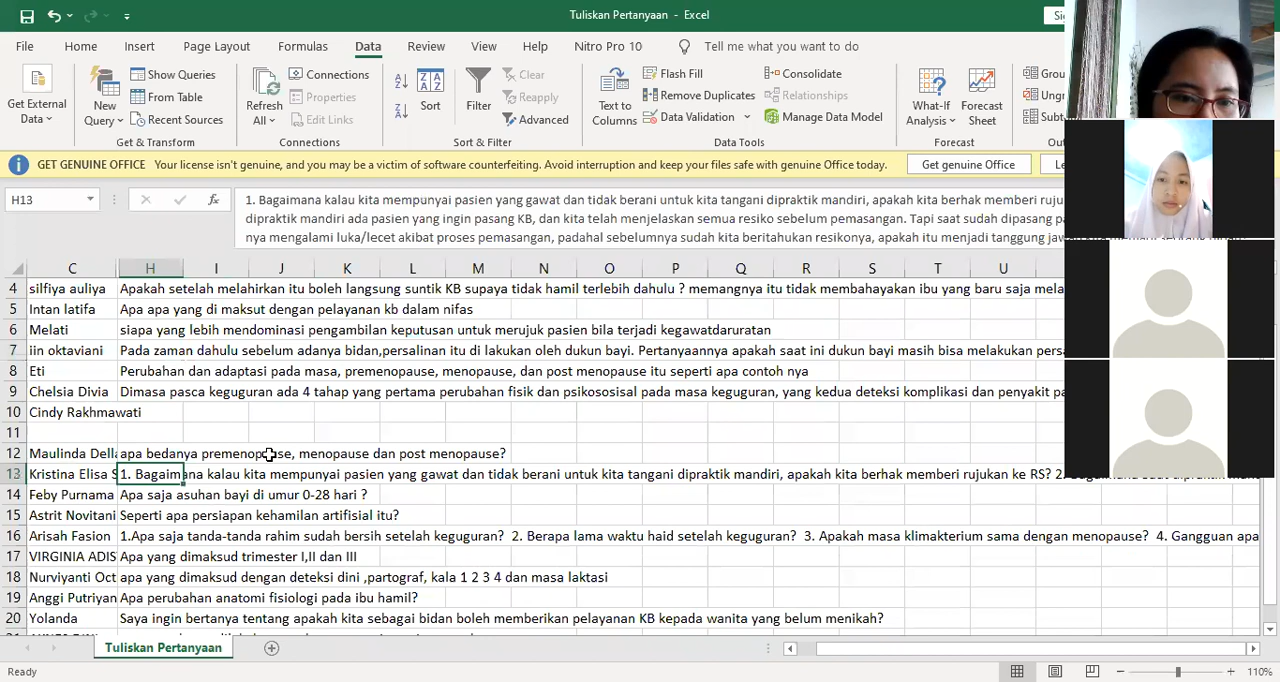 Tuliskan Pertanyaan - Excel
File Home Insert Page Layout Formulas Data Review View Help Nitro Pro 10 Tell me what you want to do
Get External Data
New Query
Show Queries
From Table
Recent Sources
Get & Transform
Refresh All
Connections
Properties
Edit Links
Connections
Sort
Filter
Clear
Reapply
Advanced
Sort & Filter
Text to Columns
Flash Fill
Remove Duplicates
Data Validation
Consolidate
Relationships
Manage Data Model
Data Tools
What-If Analysis
Forecast Sheet
Forecast
GET GENUINE OFFICE Your license isn't genuine, and you may be a victim of software counterfeiting. Avoid interruption and keep your files safe with genuine Office today. Get genuine Office
H13 fx
1. Bagaimana kalau kita mempunyai pasien yang gawat dan tidak berani untuk kita tangani dipraktik mandiri, apakah kita berhak memberi
dipraktik mandiri ada pasien yang ingin pasang KB, dan kita telah menjelaskan semua resiko sebelum pemasangan. Tapi saat sudah dipasang
nya mengalami luka/lecet akibat proses pemasangan, padahal sebelumnya sudah kita beritahukan resikonya, apakah itu menjadi tanggung
C H I J K L M N O P Q R S T U
4 silfiya auliya Apakah setelah melahirkan itu boleh langsung suntik KB supaya tidak hamil terlebih dahulu ? memangnya itu tidak membahayakan ibu yang baru saja
5 Intan latifa Apa apa yang di maksut dengan pelayanan kb dalam nifas
6 Melati siapa yang lebih mendominasi pengambilan keputusan untuk merujuk pasien bila terjadi kegawatdaruratan
7 iin oktaviani Pada zaman dahulu sebelum adanya bidan,persalinan itu di lakukan oleh dukun bayi. Pertanyaannya apakah saat ini dukun bayi masih bisa melakukan
8 Eti Perubahan dan adaptasi pada masa, premenopause, menopause, dan post menopause itu seperti apa contoh nya
9 Chelsia Divia Dimasa pasca keguguran ada 4 tahap yang pertama perubahan fisik dan psikososisal pada masa keguguran, yang kedua deteksi komplikasi dan penyakit
10 Cindy Rakhmawati
11
12 Maulinda Della apa bedanya premenopause, menopause dan post menopause?
13 Kristina Elisa S 1. Bagaimana kalau kita mempunyai pasien yang gawat dan tidak berani untuk kita tangani dipraktik mandiri, apakah kita berhak memberi rujukan ke RS? 2.
14 Feby Purnama Apa saja asuhan bayi di umur 0-28 hari ?
15 Astrit Novitani Seperti apa persiapan kehamilan artifisial itu?
16 Arisah Fasion 1.Apa saja tanda-tanda rahim sudah bersih setelah keguguran? 2. Berapa lama waktu haid setelah keguguran? 3. Apakah masa klimakterium sama dengan menopause? 4. Gangguan apa
17 VIRGINIA ADIS Apa yang dimaksud trimester I,II dan III
18 Nurviyanti Oct apa yang dimaksud dengan deteksi dini ,partograf, kala 1 2 3 4 dan masa laktasi
19 Anggi Putriyan Apa perubahan anatomi fisiologi pada ibu hamil?
20 Yolanda Saya ingin bertanya tentang apakah kita sebagai bidan boleh memberikan pelayanan KB kepada wanita yang belum menikah?
Tuliskan Pertanyaan
Ready 110%